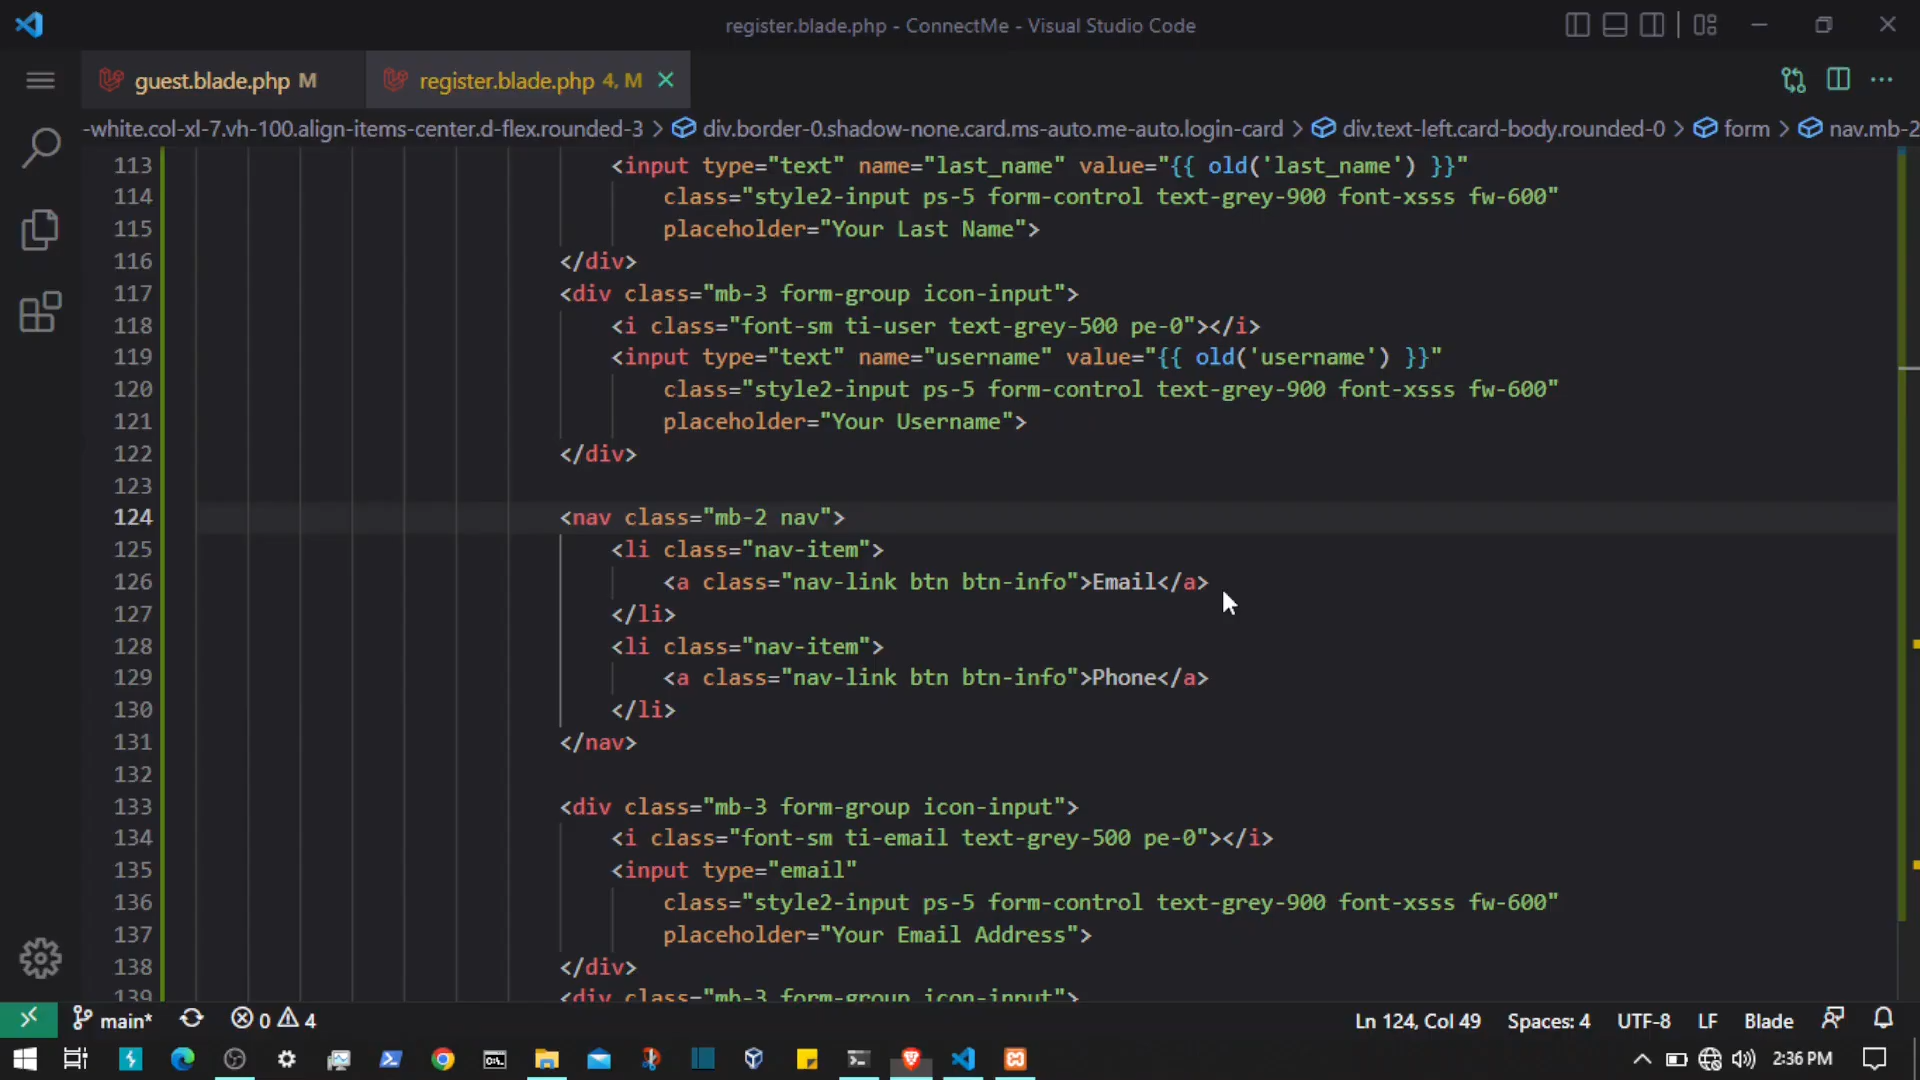 register.blade.php - ConnectMe - Visual Studio Code
guest.blade.php M
register.blade.php 4, M
-white.col-xl-7.vh-100.align-items-center.d-flex.rounded-3 > div.border-0.shadow-none.card.ms-auto.me-auto.login-card > div.text-left.card-body.rounded-0 > form > nav.mb-2
113 <input type="text" name="last_name" value="{{ old('last_name') }}"
114 class="style2-input ps-5 form-control text-grey-900 font-xsss fw-600"
115 placeholder="Your Last Name">
116 </div>
117 <div class="mb-3 form-group icon-input">
118 <i class="font-sm ti-user text-grey-500 pe-0"></i>
119 <input type="text" name="username" value="{{ old('username') }}"
120 class="style2-input ps-5 form-control text-grey-900 font-xsss fw-600"
121 placeholder="Your Username">
122 </div>
123
124 <nav class="mb-2 nav">
125 <li class="nav-item">
126 <a class="nav-link btn btn-info">Email</a>
127 </li>
128 <li class="nav-item">
129 <a class="nav-link btn btn-info">Phone</a>
130 </li>
131 </nav>
132
133 <div class="mb-3 form-group icon-input">
134 <i class="font-sm ti-email text-grey-500 pe-0"></i>
135 <input type="email"
136 class="style2-input ps-5 form-control text-grey-900 font-xsss fw-600"
137 placeholder="Your Email Address">
138 </div>
139 <div class="mb-3 form-group icon-input">
main* 0 4
Ln 124, Col 49 Spaces: 4 UTF-8 LF Blade
2:36 PM